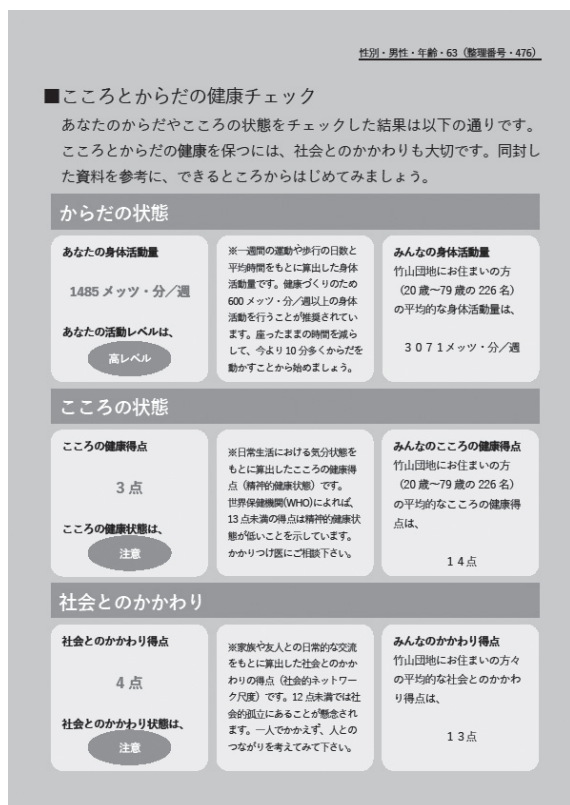 性別・男性・年齢・63（整理番号・476）
■こころとからだの健康チェック
あなたのからだやこころの状態をチェックした結果は以下の通りです。
こころとからだの健康を保つには、社会とのかかわりも大切です。同封し
た資料を参考に、できるところからはじめてみましょう。
からだの状態
あなたの身体活動量
1485 メッツ・分／週
あなたの活動レベルは、
高レベル
※一週間の運動や歩行の日数と
平均時間をもとに算出した身体
活動量です。健康づくりのため
600 メッツ・分／週以上の身体
活動を行うことが推奨されてい
ます。座ったままの時間を減ら
して、今より 10 分多くからだを
動かすことから始めましょう。
みんなの身体活動量
竹山団地にお住まいの方
（20 歳〜79 歳の 226 名）
の平均的な身体活動量は、
３０７１メッツ・分／週
こころの状態
こころの健康得点
3 点
こころの健康状態は、
注意
※日常生活における気分状態を
もとに算出したこころの健康得
点（精神的健康状態）です。
世界保健機関(WHO)によれば、
13 点未満の得点は精神的健康状
態が低いことを示しています。
かかりつけ医にご相談下さい。
みんなのこころの健康得点
竹山団地にお住まいの方
（20 歳〜79 歳の 226 名）
の平均的なこころの健康得
点は、
１４点
社会とのかかわり
社会とのかかわり得点
4 点
社会とのかかわり状態は、
注意
※家族や友人との日常的な交流
をもとに算出した社会とのかか
わりの得点（社会的ネットワー
ク尺度）です。12 点未満では社
会的孤立にあることが懸念され
ます。一人でかかえず、人との
つながりを考えてみて下さい。
みんなのかかわり得点
竹山団地にお住まいの方々
の平均的な社会とのかかわ
り得点は、
１３点